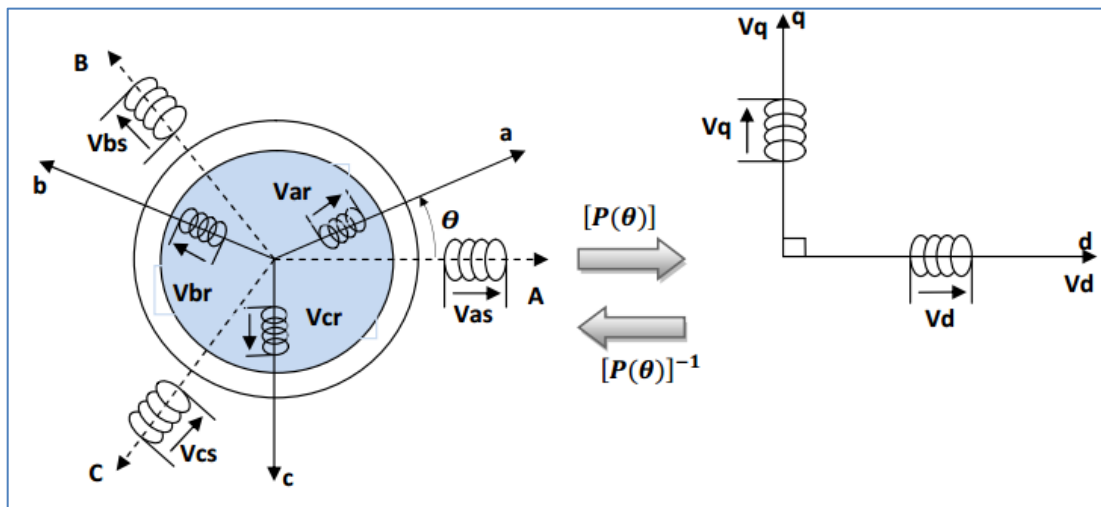 B
Vbs
b
Var
a
θ
Vbr
Vcr
A
Vas
Vcs
C
c
[P(θ)]
[P(θ)]⁻¹
Vq q
Vq
d
Vd
Vd